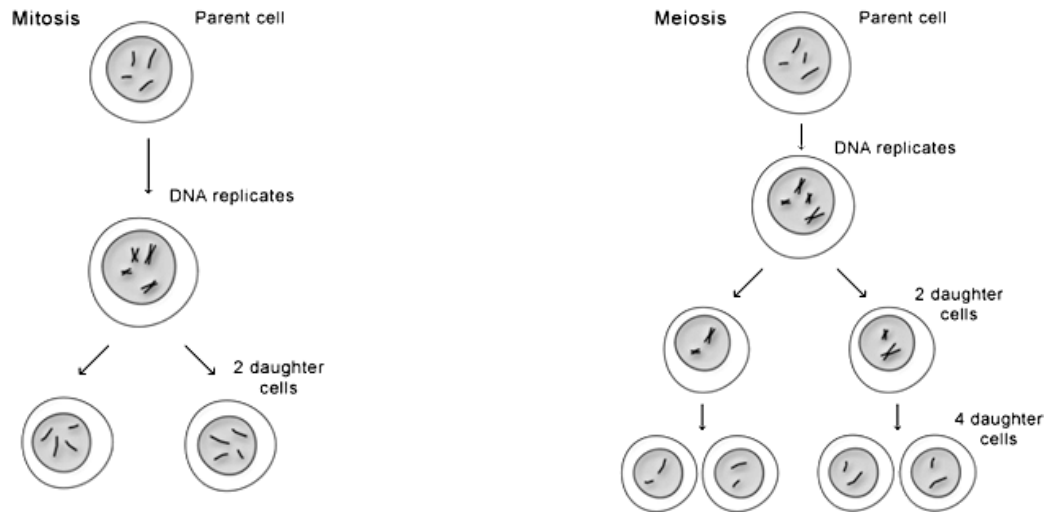 Mitosis
Parent cell
DNA replicates
2 daughter
cells
Meiosis
Parent cell
DNA replicates
2 daughter
cells
4 daughter
cells